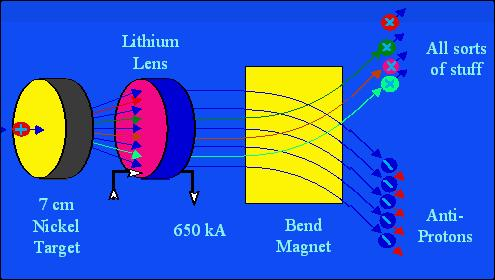 Lithium
Lens
All sorts
of stuff
7 cm
Nickel
Target
650 kA
Bend
Magnet
Anti-
Protons